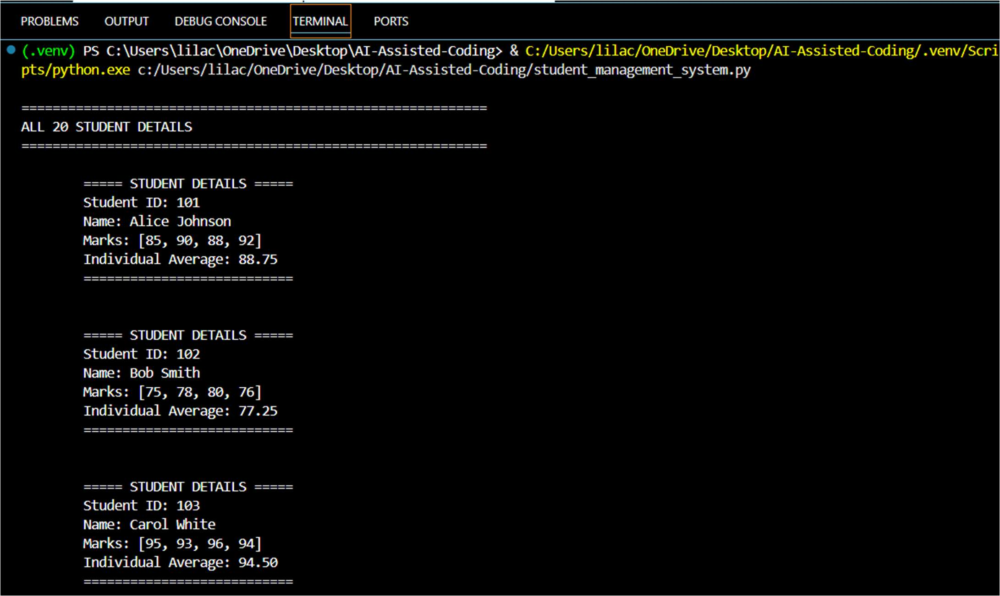 PROBLEMS OUTPUT DEBUG CONSOLE TERMINAL PORTS
(.venv) PS C:\Users\lilac\OneDrive\Desktop\AI-Assisted-Coding> & C:/Users/lilac/OneDrive/Desktop/AI-Assisted-Coding/.venv/Scri
pts/python.exe c:/Users/lilac/OneDrive/Desktop/AI-Assisted-Coding/student_management_system.py
============================================================
ALL 20 STUDENT DETAILS
============================================================
===== STUDENT DETAILS =====
Student ID: 101
Name: Alice Johnson
Marks: [85, 90, 88, 92]
Individual Average: 88.75
===========================
===== STUDENT DETAILS =====
Student ID: 102
Name: Bob Smith
Marks: [75, 78, 80, 76]
Individual Average: 77.25
===========================
===== STUDENT DETAILS =====
Student ID: 103
Name: Carol White
Marks: [95, 93, 96, 94]
Individual Average: 94.50
===========================